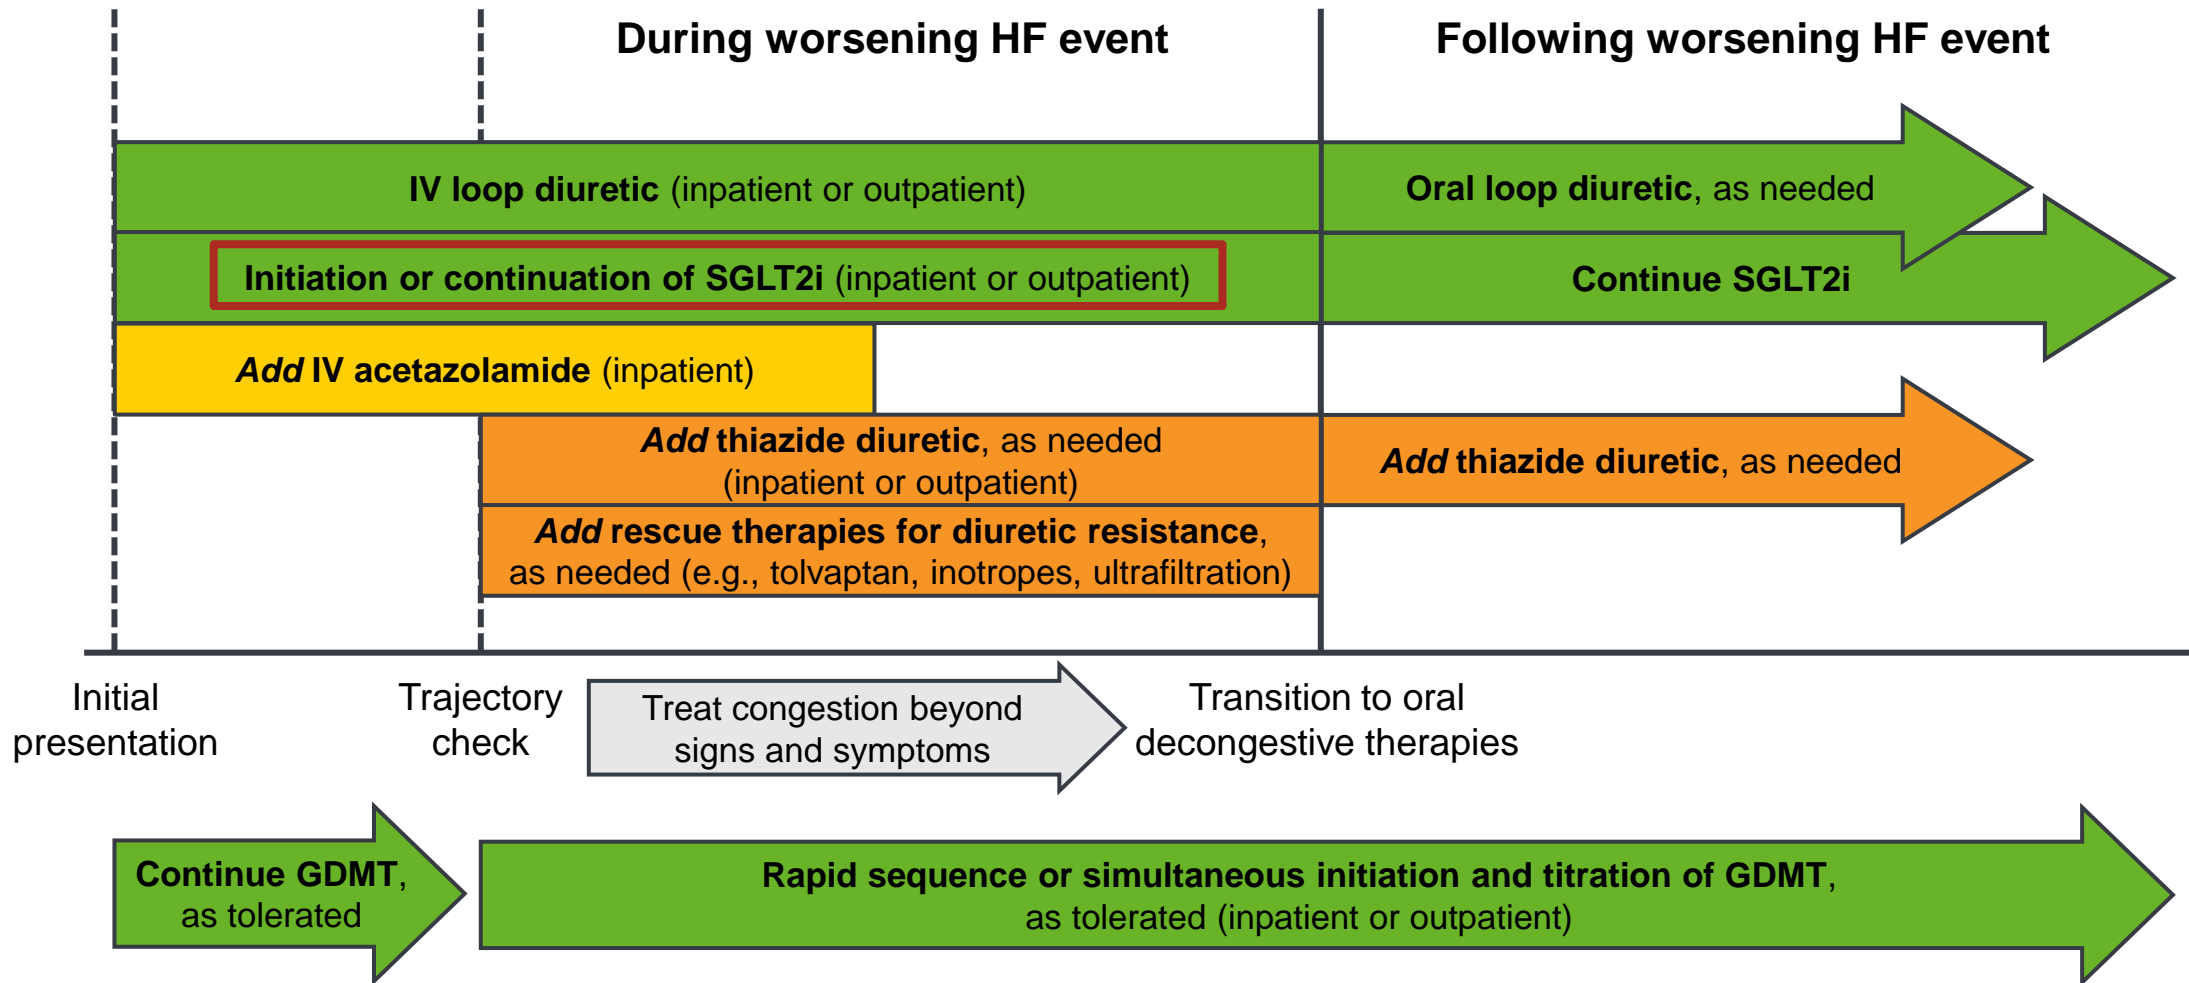 During worsening HF event
Following worsening HF event
IV loop diuretic (inpatient or outpatient)
Oral loop diuretic, as needed
Initiation or continuation of SGLT2i (inpatient or outpatient)
Continue SGLT2i
Add IV acetazolamide (inpatient)
Add thiazide diuretic, as needed
(inpatient or outpatient)
Add thiazide diuretic, as needed
Add rescue therapies for diuretic resistance,
as needed (e.g., tolvaptan, inotropes, ultrafiltration)
Initial
presentation
Trajectory
check
Treat congestion beyond
signs and symptoms
Transition to oral
decongestive therapies
Continue GDMT,
as tolerated
Rapid sequence or simultaneous initiation and titration of GDMT,
as tolerated (inpatient or outpatient)